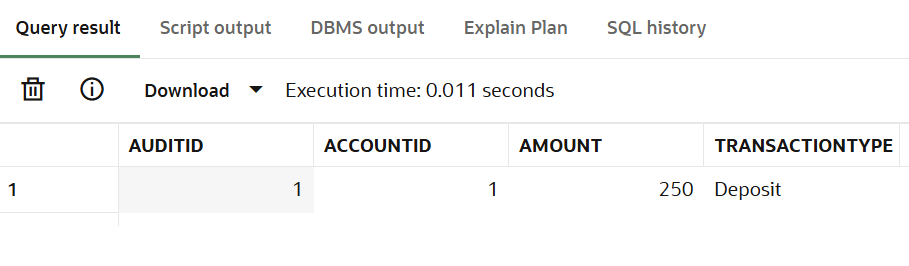 Query result Script output DBMS output Explain Plan SQL history
Download Execution time: 0.011 seconds
AUDITID ACCOUNTID AMOUNT TRANSACTIONTYPE
1 1 1 250 Deposit